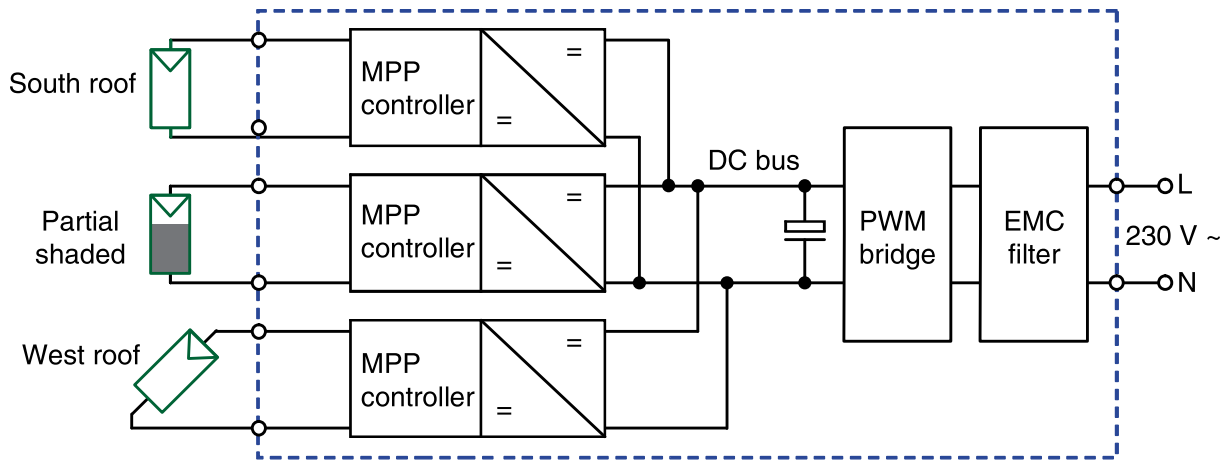 South roof
MPP
controller
=
=
Partial
shaded
MPP
controller
=
=
West roof
MPP
controller
=
=
DC bus
PWM
bridge
EMC
filter
L
230 V ~
N